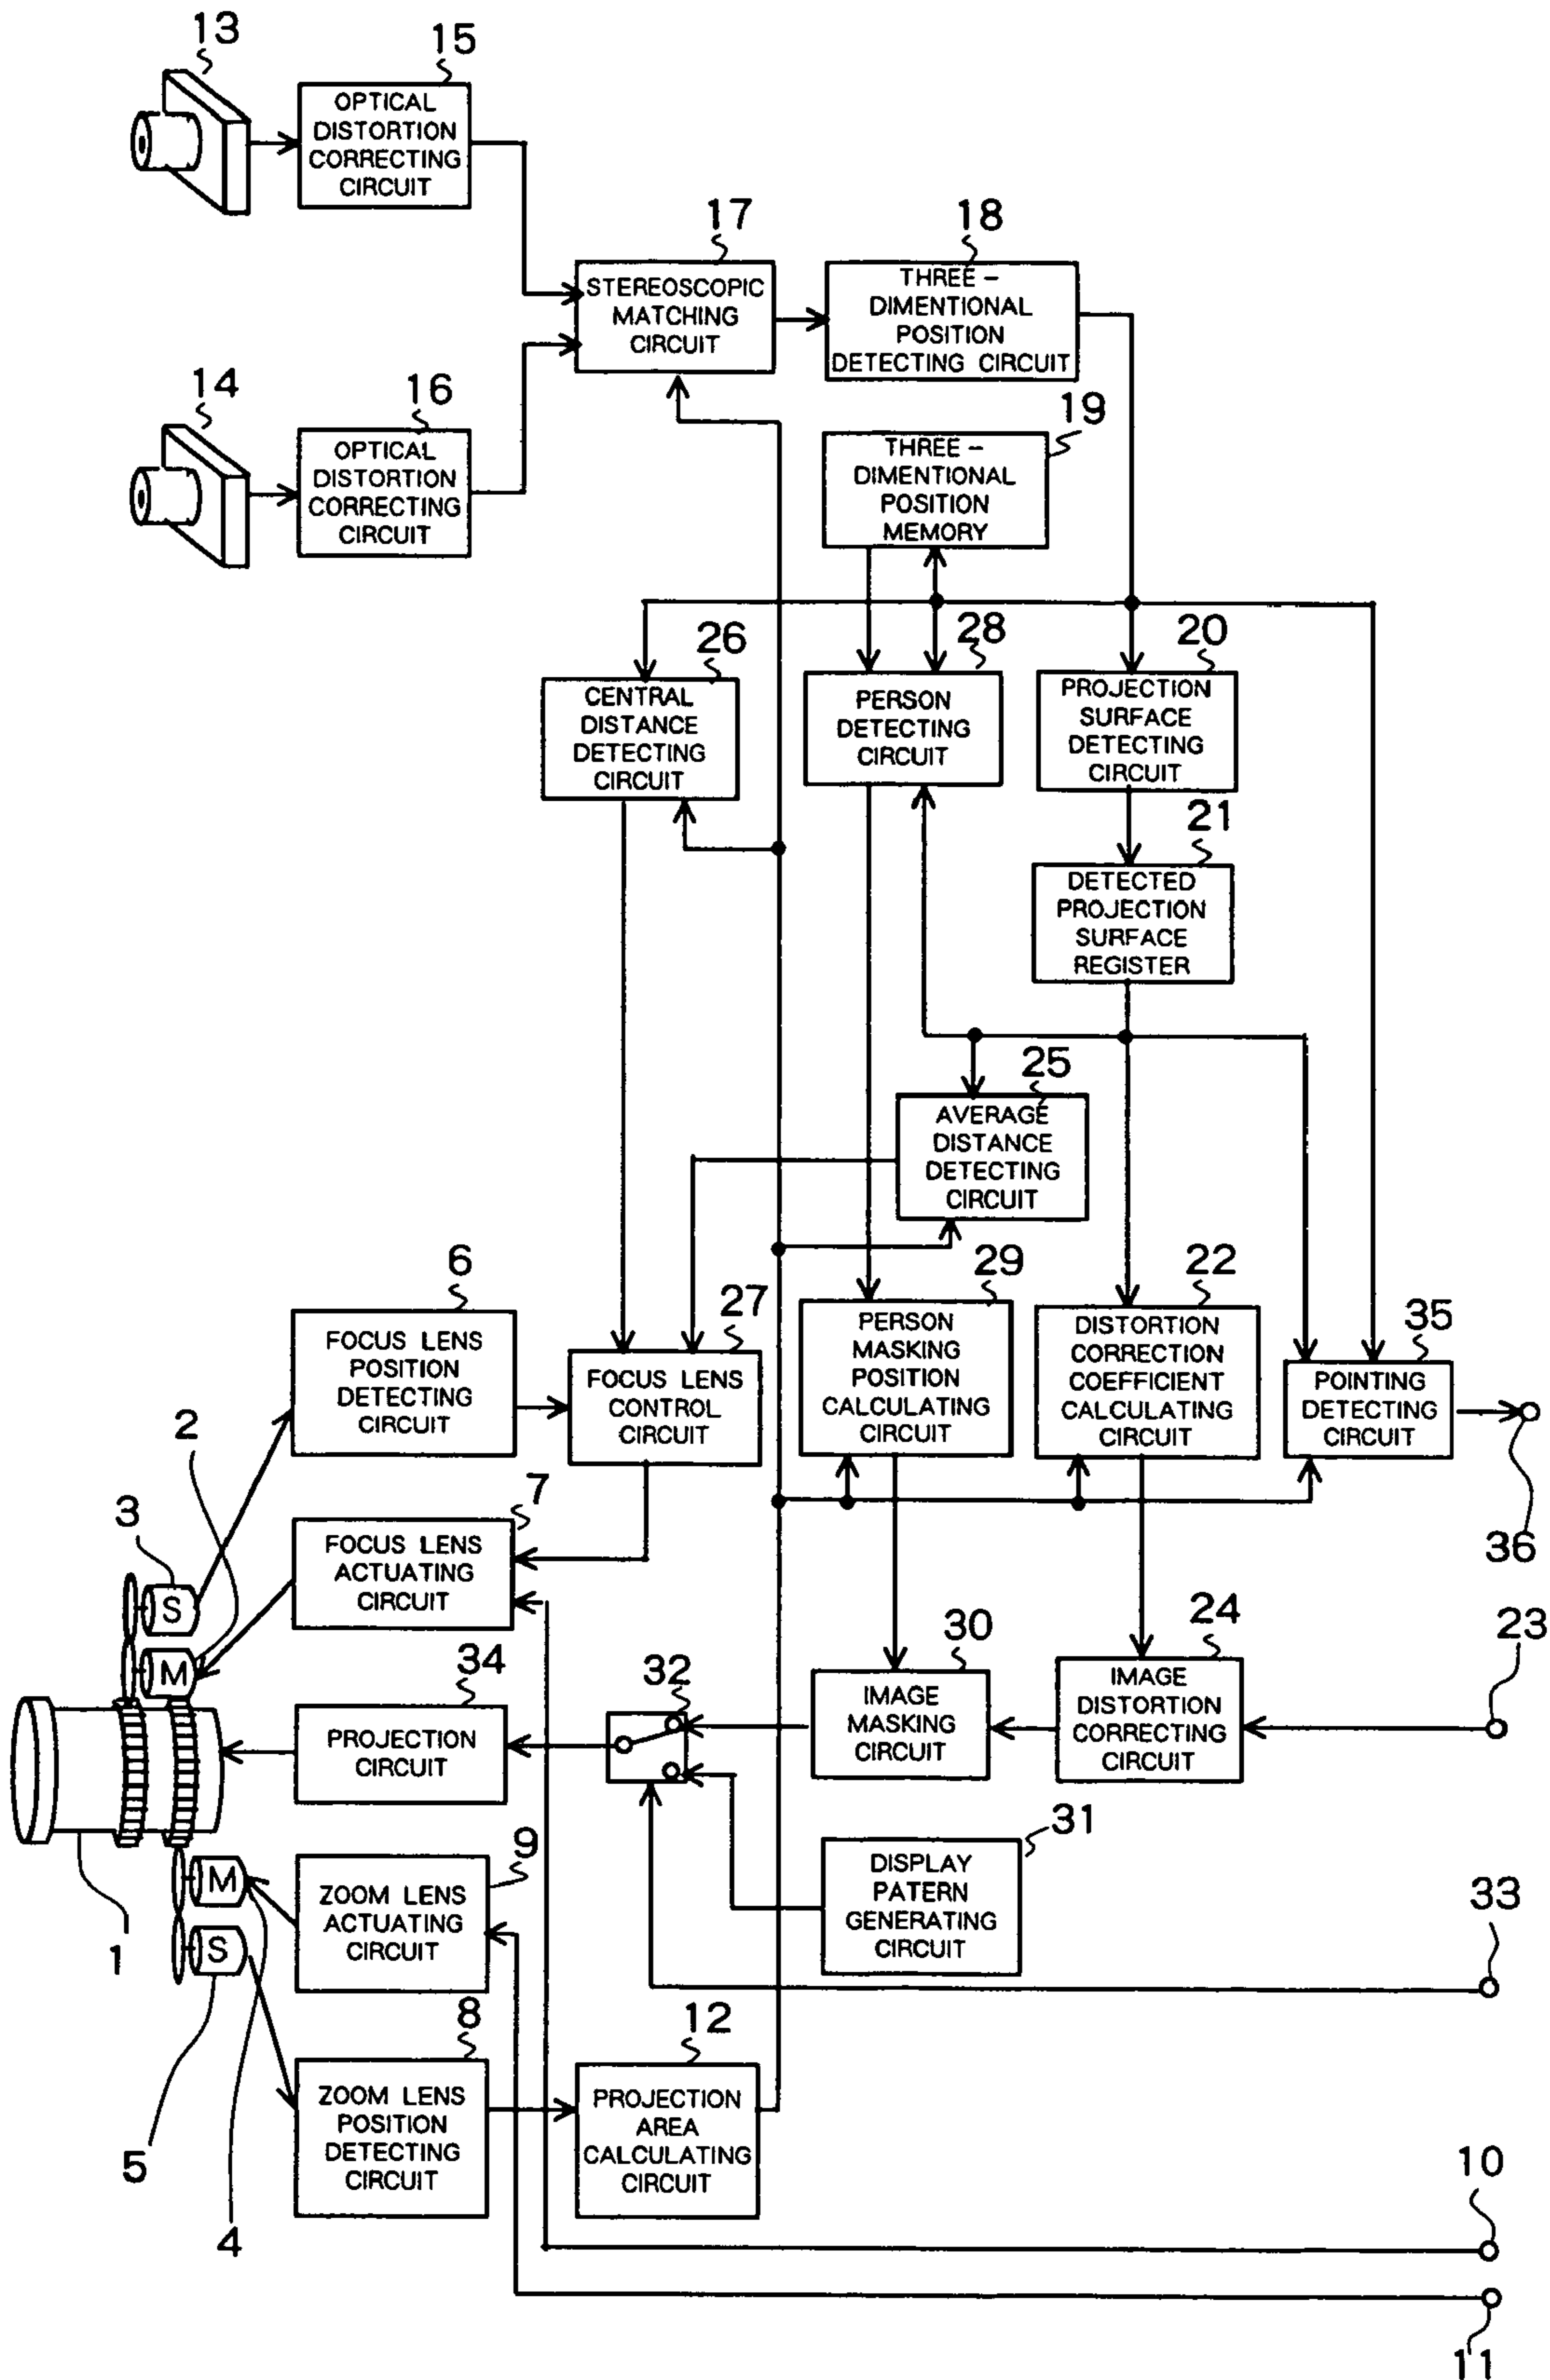 13
15
OPTICAL
DISTORTION
CORRECTING
CIRCUIT
17
18
STEREOSCOPIC
MATCHING
CIRCUIT
THREE –
DIMENTIONAL
POSITION
DETECTING CIRCUIT
14
16
OPTICAL
DISTORTION
CORRECTING
CIRCUIT
19
THREE –
DIMENTIONAL
POSITION
MEMORY
26
28
20
CENTRAL
DISTANCE
DETECTING
CIRCUIT
PERSON
DETECTING
CIRCUIT
PROJECTION
SURFACE
DETECTING
CIRCUIT
21
DETECTED
PROJECTION
SURFACE
REGISTER
25
AVERAGE
DISTANCE
DETECTING
CIRCUIT
6
27
29
22
35
FOCUS LENS
POSITION
DETECTING
CIRCUIT
FOCUS LENS
CONTROL
CIRCUIT
PERSON
MASKING
POSITION
CALCULATING
CIRCUIT
DISTORTION
CORRECTION
COEFFICIENT
CALCULATING
CIRCUIT
POINTING
DETECTING
CIRCUIT
36
2
3
7
S
M
FOCUS LENS
ACTUATING
CIRCUIT
34
32
30
24
23
PROJECTION
CIRCUIT
IMAGE
MASKING
CIRCUIT
IMAGE
DISTORTION
CORRECTING
CIRCUIT
1
9
31
33
M
S
ZOOM LENS
ACTUATING
CIRCUIT
DISPLAY
PATERN
GENERATING
CIRCUIT
5
4
8
12
ZOOM LENS
POSITION
DETECTING
CIRCUIT
PROJECTION
AREA
CALCULATING
CIRCUIT
10
11